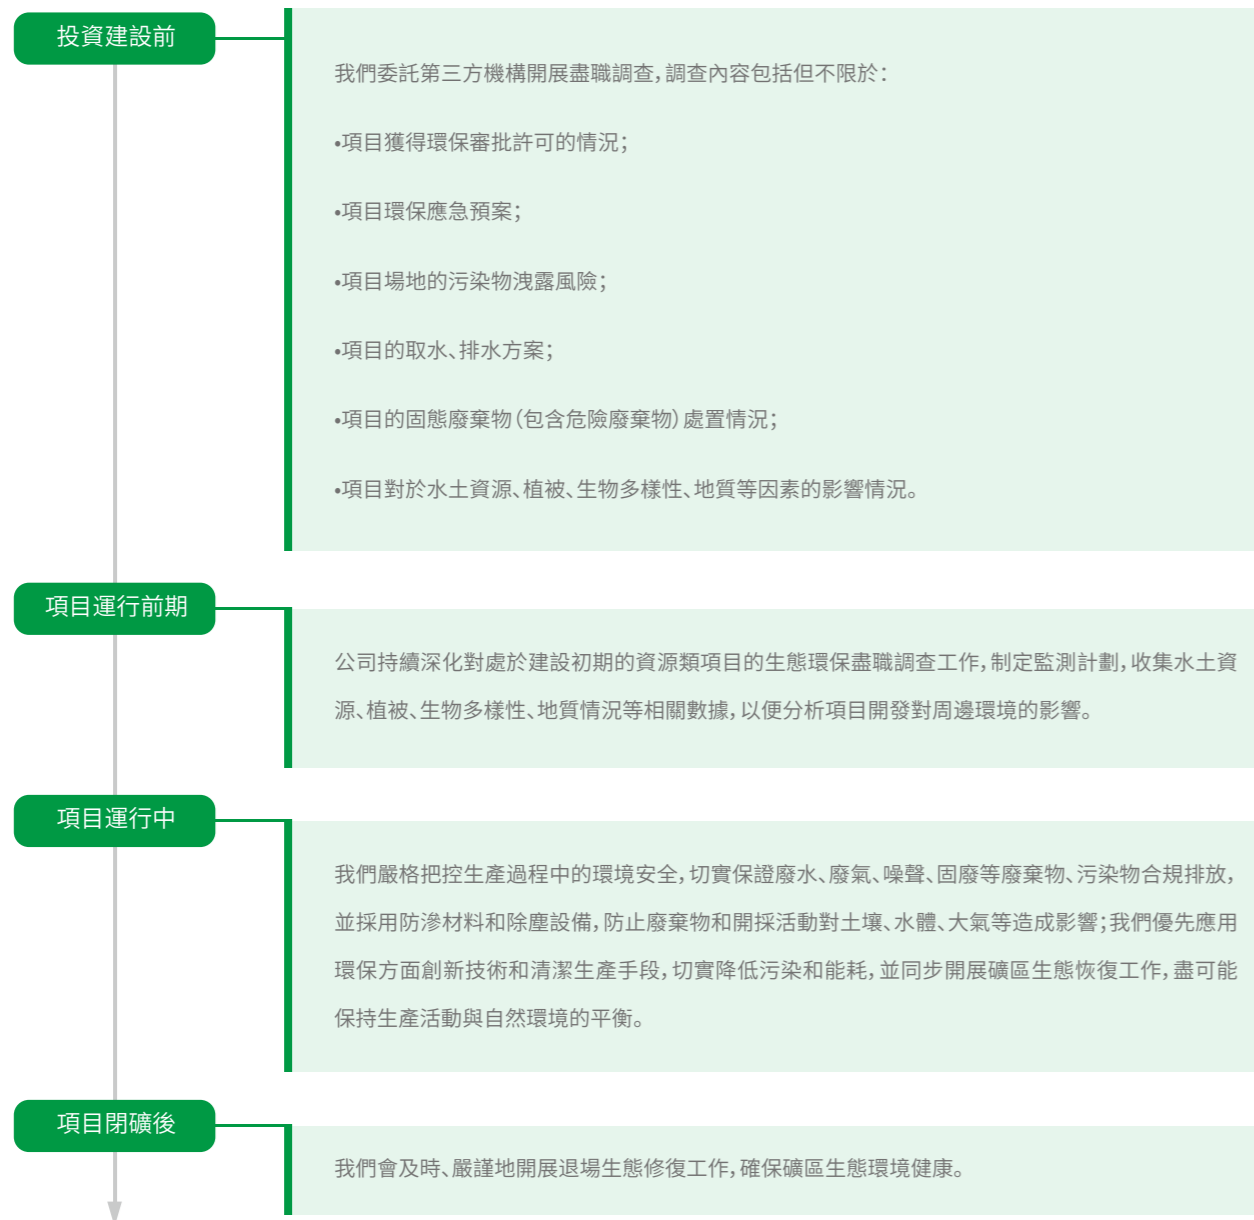 投資建設前
我們委託第三方機構開展盡職調查，調查內容包括但不限於：
•項目獲得環保審批許可的情況；
•項目環保應急預案；
•項目場地的污染物洩露風險；
•項目的取水、排水方案；
•項目的固態廢棄物（包含危險廢棄物）處置情況；
•項目對於水土資源、植被、生物多樣性、地質等因素的影響情況。
項目運行前期
公司持續深化對處於建設初期的資源類項目的生態環保盡職調查工作，制定監測計劃，收集水土資
源、植被、生物多樣性、地質情況等相關數據，以便分析項目開發對周邊環境的影響。
項目運行中
我們嚴格把控生產過程中的環境安全，切實保證廢水、廢氣、噪聲、固廢等廢棄物、污染物合規排放，
並採用防滲材料和除塵設備，防止廢棄物和開採活動對土壤、水體、大氣等造成影響；我們優先應用
環保方面創新技術和清潔生產手段，切實降低污染和能耗，並同步開展礦區生態恢復工作，盡可能
保持生產活動與自然環境的平衡。
項目閉礦後
我們會及時、嚴謹地開展退場生態修復工作，確保礦區生態環境健康。